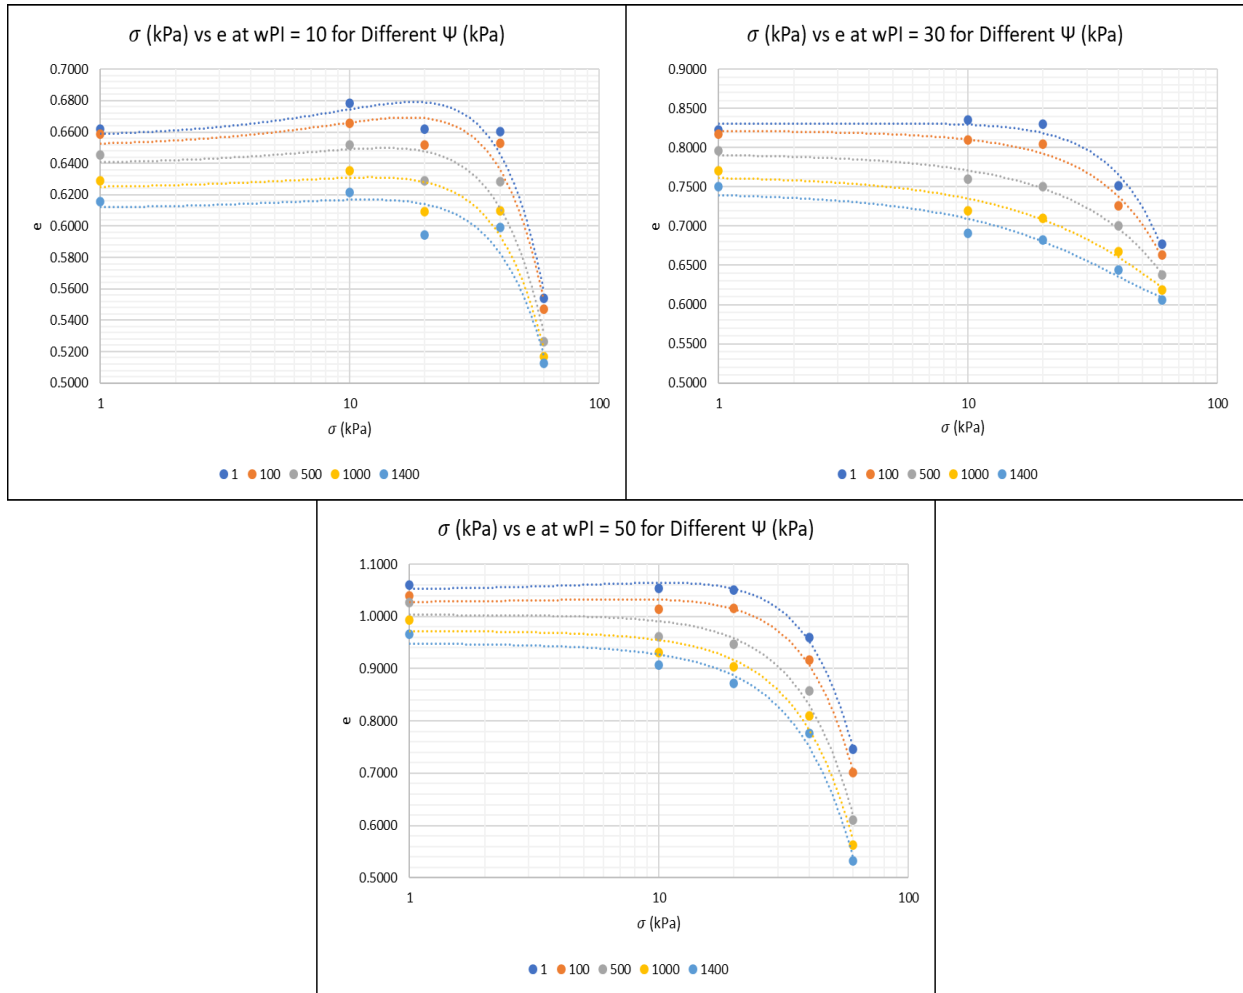 σ (kPa) vs e at wPI = 10 for Different Ψ (kPa)
e
0.7000
0.6800
0.6600
0.6400
0.6200
0.6000
0.5800
0.5600
0.5400
0.5200
0.5000
1 10 100
σ (kPa)
1 100 500 1000 1400
σ (kPa) vs e at wPI = 30 for Different Ψ (kPa)
e
0.9000
0.8500
0.8000
0.7500
0.7000
0.6500
0.6000
0.5500
0.5000
1 10 100
σ (kPa)
1 100 500 1000 1400
σ (kPa) vs e at wPI = 50 for Different Ψ (kPa)
e
1.1000
1.0000
0.9000
0.8000
0.7000
0.6000
0.5000
1 10 100
σ (kPa)
1 100 500 1000 1400